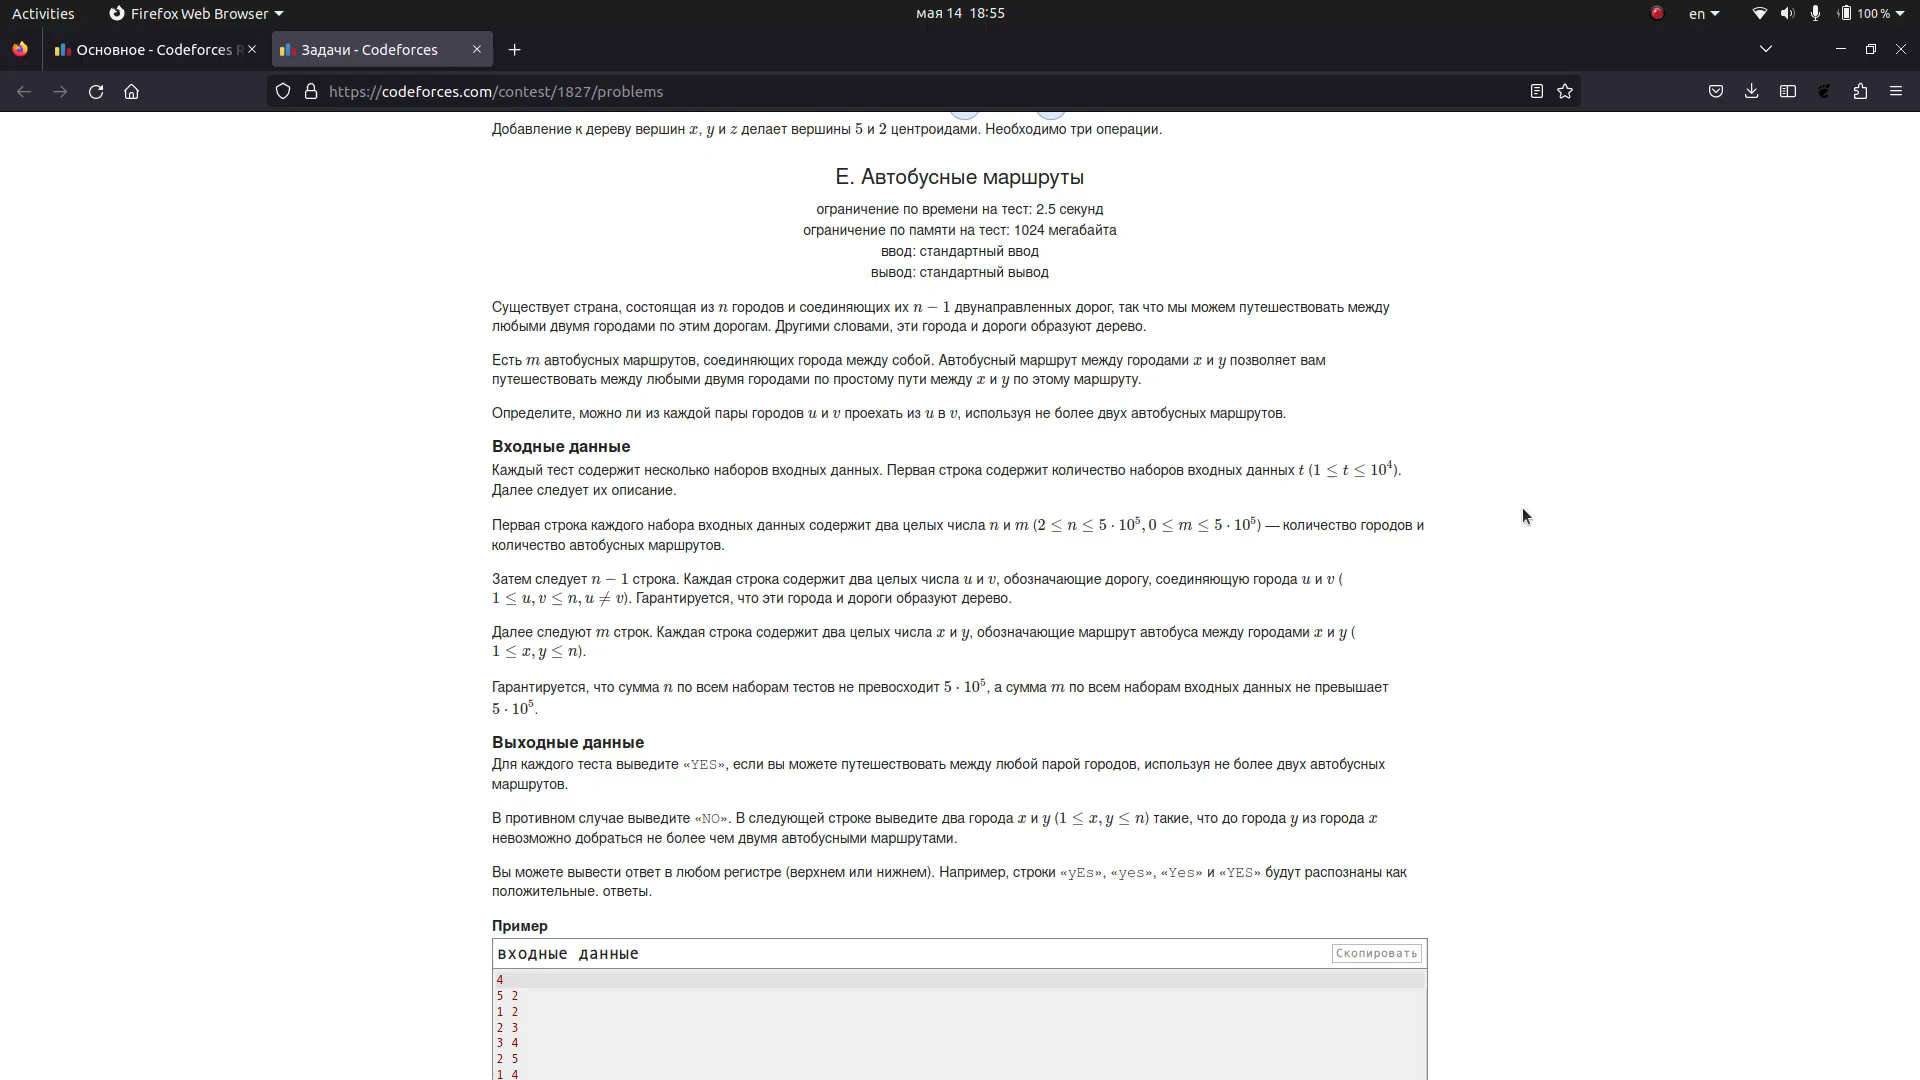 Activities
Firefox Web Browser
мая 14 18:55
en
100 %
Основное - Codeforces R
Задачи - Codeforces
https://codeforces.com/contest/1827/problems
Добавление к дереву вершин x, y и z делает вершины 5 и 2 центроидами. Необходимо три операции.
E. Автобусные маршруты
ограничение по времени на тест: 2.5 секунд
ограничение по памяти на тест: 1024 мегабайта
ввод: стандартный ввод
вывод: стандартный вывод
Существует страна, состоящая из n городов и соединяющих их n − 1 двунаправленных дорог, так что мы можем путешествовать между
любыми двумя городами по этим дорогам. Другими словами, эти города и дороги образуют дерево.
Есть m автобусных маршрутов, соединяющих города между собой. Автобусный маршрут между городами x и y позволяет вам
путешествовать между любыми двумя городами по простому пути между x и y по этому маршруту.
Определите, можно ли из каждой пары городов u и v проехать из u в v, используя не более двух автобусных маршрутов.
Входные данные
Каждый тест содержит несколько наборов входных данных. Первая строка содержит количество наборов входных данных t (1 ≤ t ≤ 10⁴).
Далее следует их описание.
Первая строка каждого набора входных данных содержит два целых числа n и m (2 ≤ n ≤ 5 · 10⁵, 0 ≤ m ≤ 5 · 10⁵) — количество городов и
количество автобусных маршрутов.
Затем следует n − 1 строка. Каждая строка содержит два целых числа u и v, обозначающие дорогу, соединяющую города u и v (
1 ≤ u, v ≤ n, u ≠ v). Гарантируется, что эти города и дороги образуют дерево.
Далее следуют m строк. Каждая строка содержит два целых числа x и y, обозначающие маршрут автобуса между городами x и y (
1 ≤ x, y ≤ n).
Гарантируется, что сумма n по всем наборам тестов не превосходит 5 · 10⁵, а сумма m по всем наборам входных данных не превышает
5 · 10⁵.
Выходные данные
Для каждого теста выведите «YES», если вы можете путешествовать между любой парой городов, используя не более двух автобусных
маршрутов.
В противном случае выведите «NO». В следующей строке выведите два города x и y (1 ≤ x, y ≤ n) такие, что до города y из города x
невозможно добраться не более чем двумя автобусными маршрутами.
Вы можете вывести ответ в любом регистре (верхнем или нижнем). Например, строки «yEs», «yes», «Yes» и «YES» будут распознаны как
положительные. ответы.
Пример
входные данные
Скопировать
4
5 2
1 2
2 3
3 4
2 5
1 4